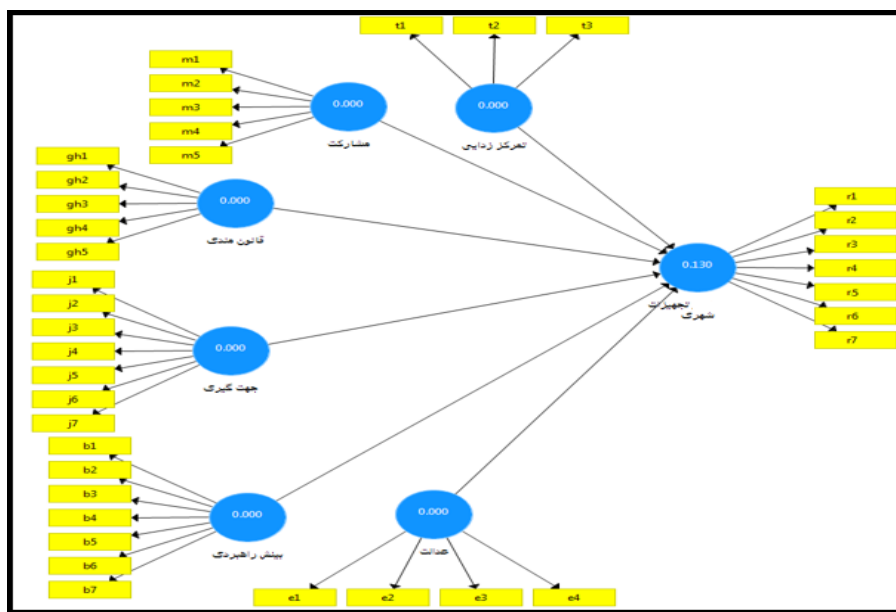 t1
t2
t3
m1
m2
m3
m4
m5
0.000
مشارکت
0.000
تمرکز زدایی
gh1
gh2
gh3
gh4
gh5
0.000
قانون مندی
r1
r2
r3
r4
r5
r6
r7
0.130
تجهیزات
شهری
j1
j2
j3
j4
j5
j6
j7
0.000
جهت گیری
b1
b2
b3
b4
b5
b6
b7
0.000
بینش راهبردی
0.000
عدالت
e1
e2
e3
e4